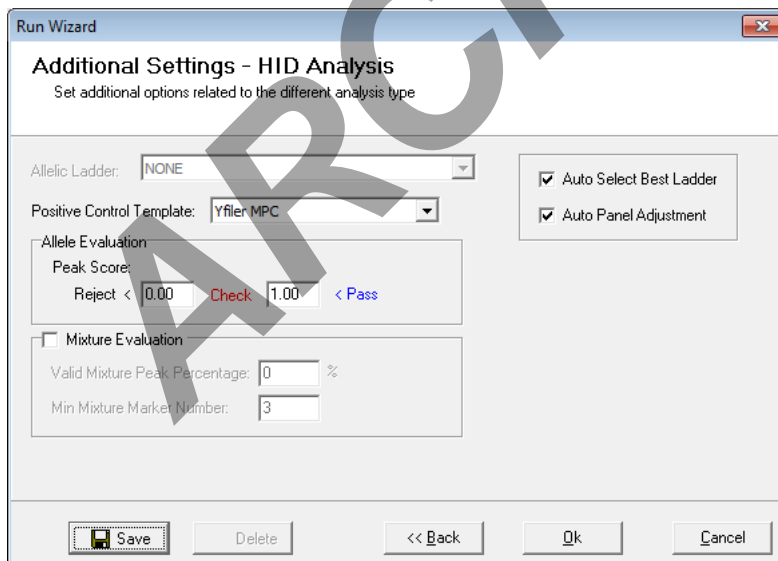 Run Wizard
Additional Settings - HID Analysis
Set additional options related to the different analysis type
Allelic Ladder: NONE
Auto Select Best Ladder
Positive Control Template: Yfiler MPC
Auto Panel Adjustment
Allele Evaluation
Peak Score:
Reject < 0.00 Check 1.00 < Pass
Mixture Evaluation
Valid Mixture Peak Percentage: 0 %
Min Mixture Marker Number: 3
Save Delete << Back Ok Cancel